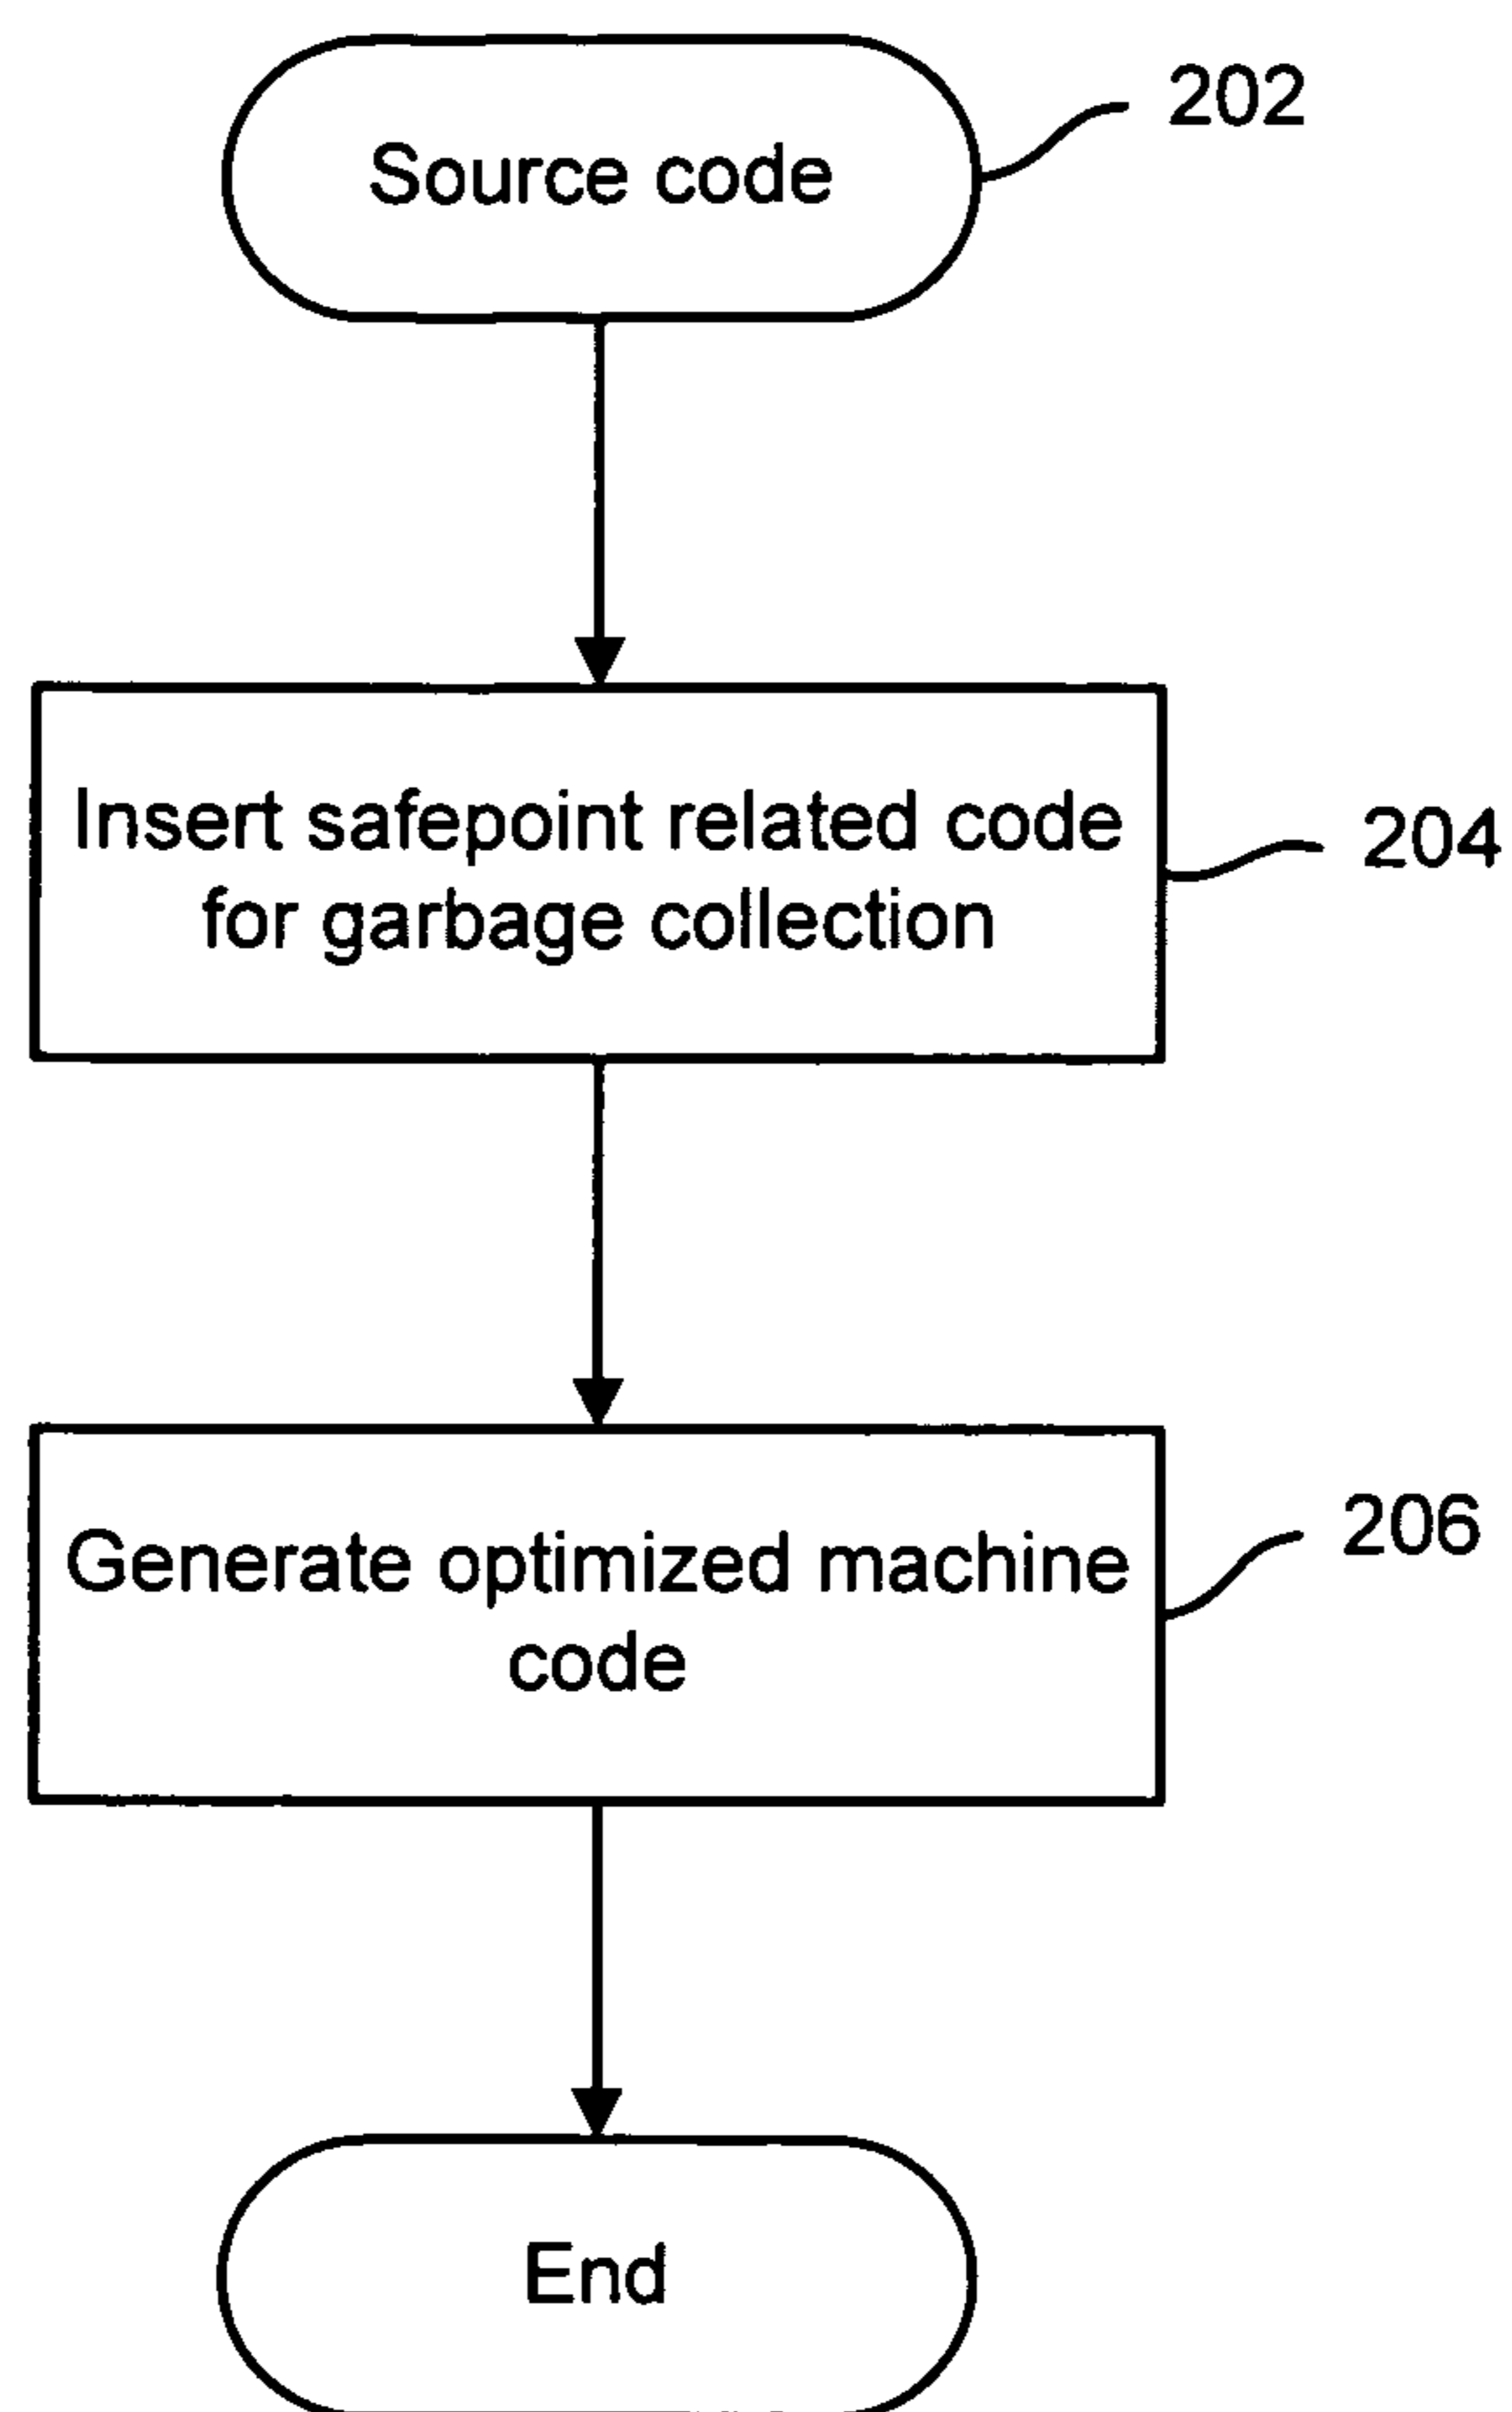 Source code
202
Insert safepoint related code
for garbage collection
204
Generate optimized machine
code
206
End